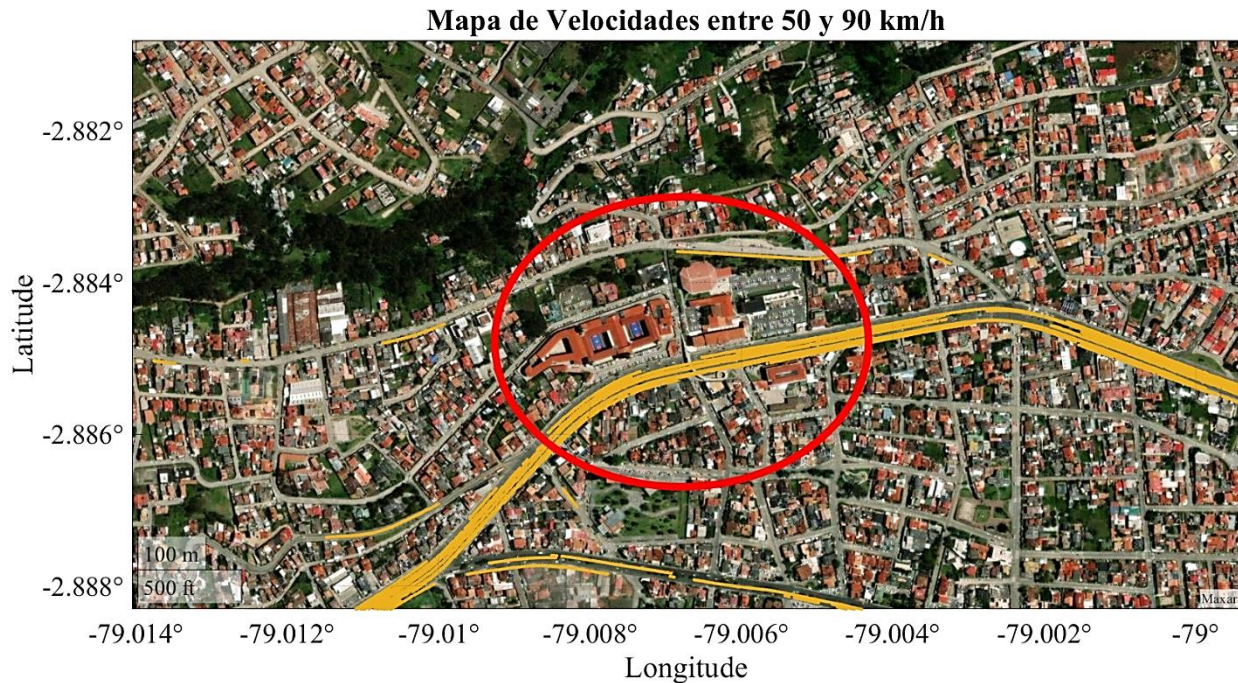 Mapa de Velocidades entre 50 y 90 km/h
Latitude
-2.882°
-2.884°
-2.886°
-2.888°
100 m
500 ft
Maxar
-79.014° -79.012° -79.01° -79.008° -79.006° -79.004° -79.002° -79°
Longitude